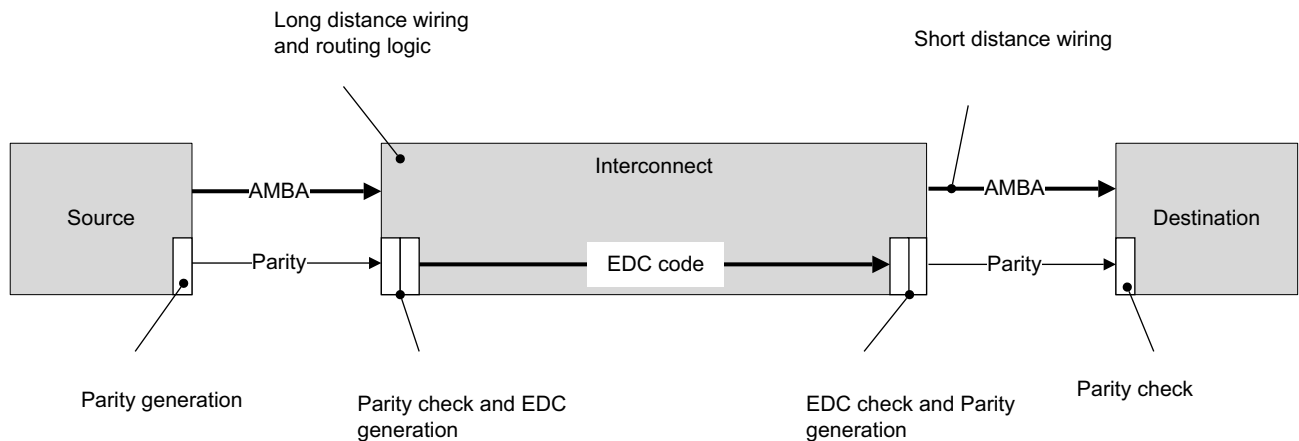 Long distance wiring
and routing logic
Short distance wiring
Interconnect
AMBA
AMBA
Source
Destination
Parity
EDC code
Parity
Parity generation
Parity check and EDC
generation
EDC check and Parity
generation
Parity check